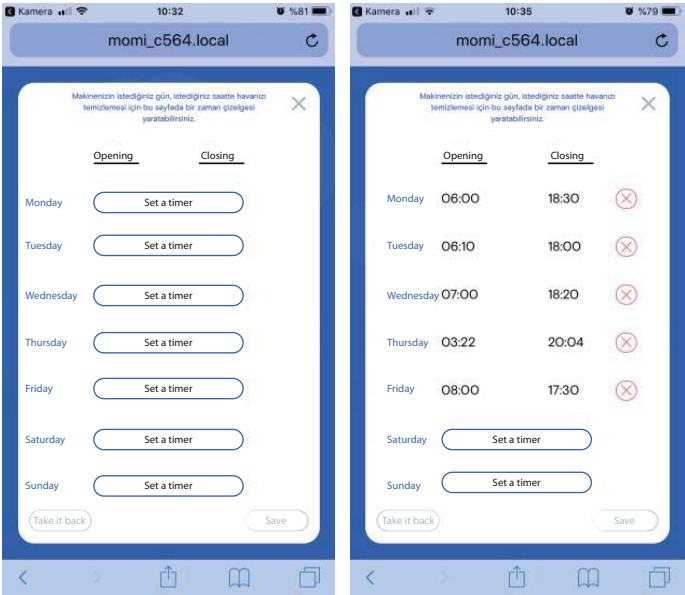 Kamera 10:32 %81
momi_c564.local
Makinenizin istediğiniz gün, istediğiniz saatte havanızı
temizlemesi için bu sayfada bir zaman çizelgesi
yaratabilirsiniz.
Opening Closing
Monday Set a timer
Tuesday Set a timer
Wednesday Set a timer
Thursday Set a timer
Friday Set a timer
Saturday Set a timer
Sunday Set a timer
Take it back Save
Kamera 10:35 %79
momi_c564.local
Makinenizin istediğiniz gün, istediğiniz saatte havanızı
temizlemesi için bu sayfada bir zaman çizelgesi
yaratabilirsiniz.
Opening Closing
Monday 06:00 18:30
Tuesday 06:10 18:00
Wednesday 07:00 18:20
Thursday 03:22 20:04
Friday 08:00 17:30
Saturday Set a timer
Sunday Set a timer
Take it back Save